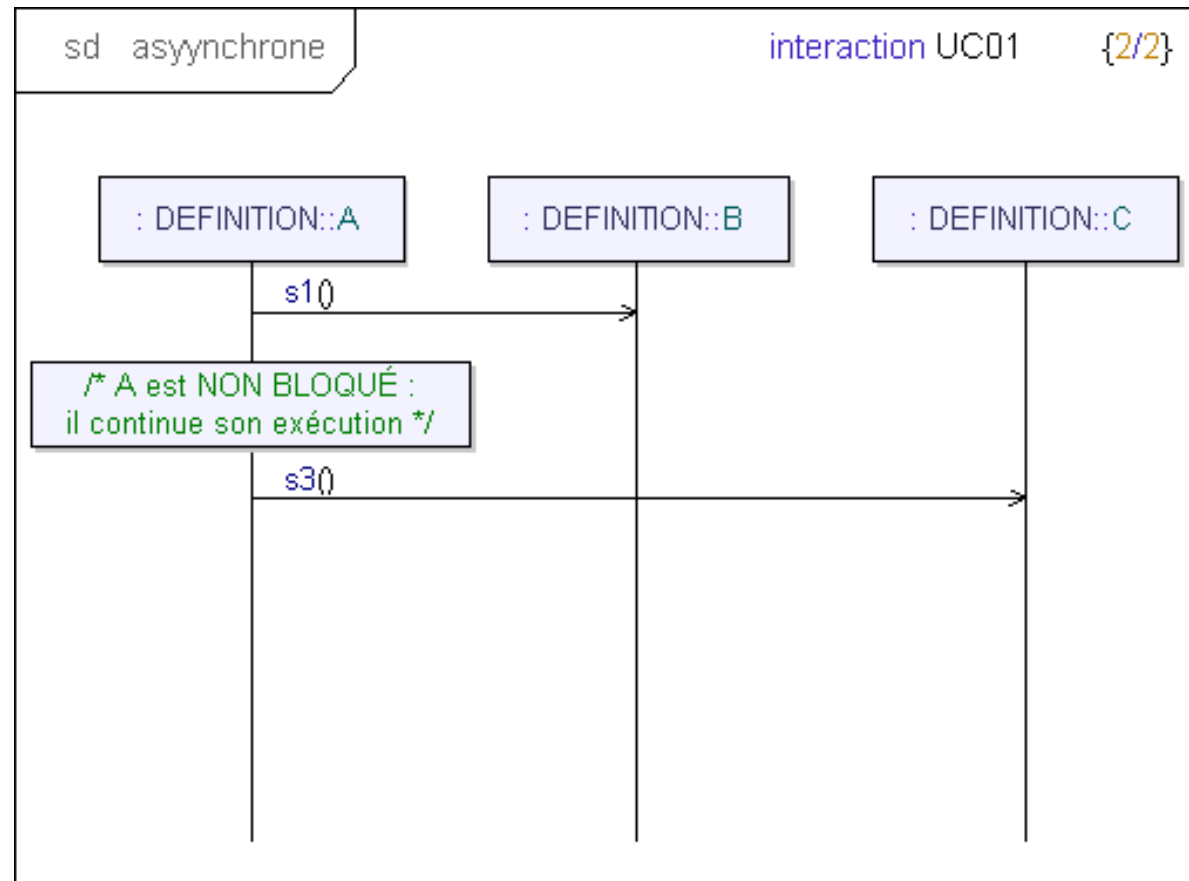 sd asyynchrone
interaction UC01 {2/2}
: DEFINITION::A
: DEFINITION::B
: DEFINITION::C
s1()
/* A est NON BLOQUÉ :
il continue son exécution */
s3()